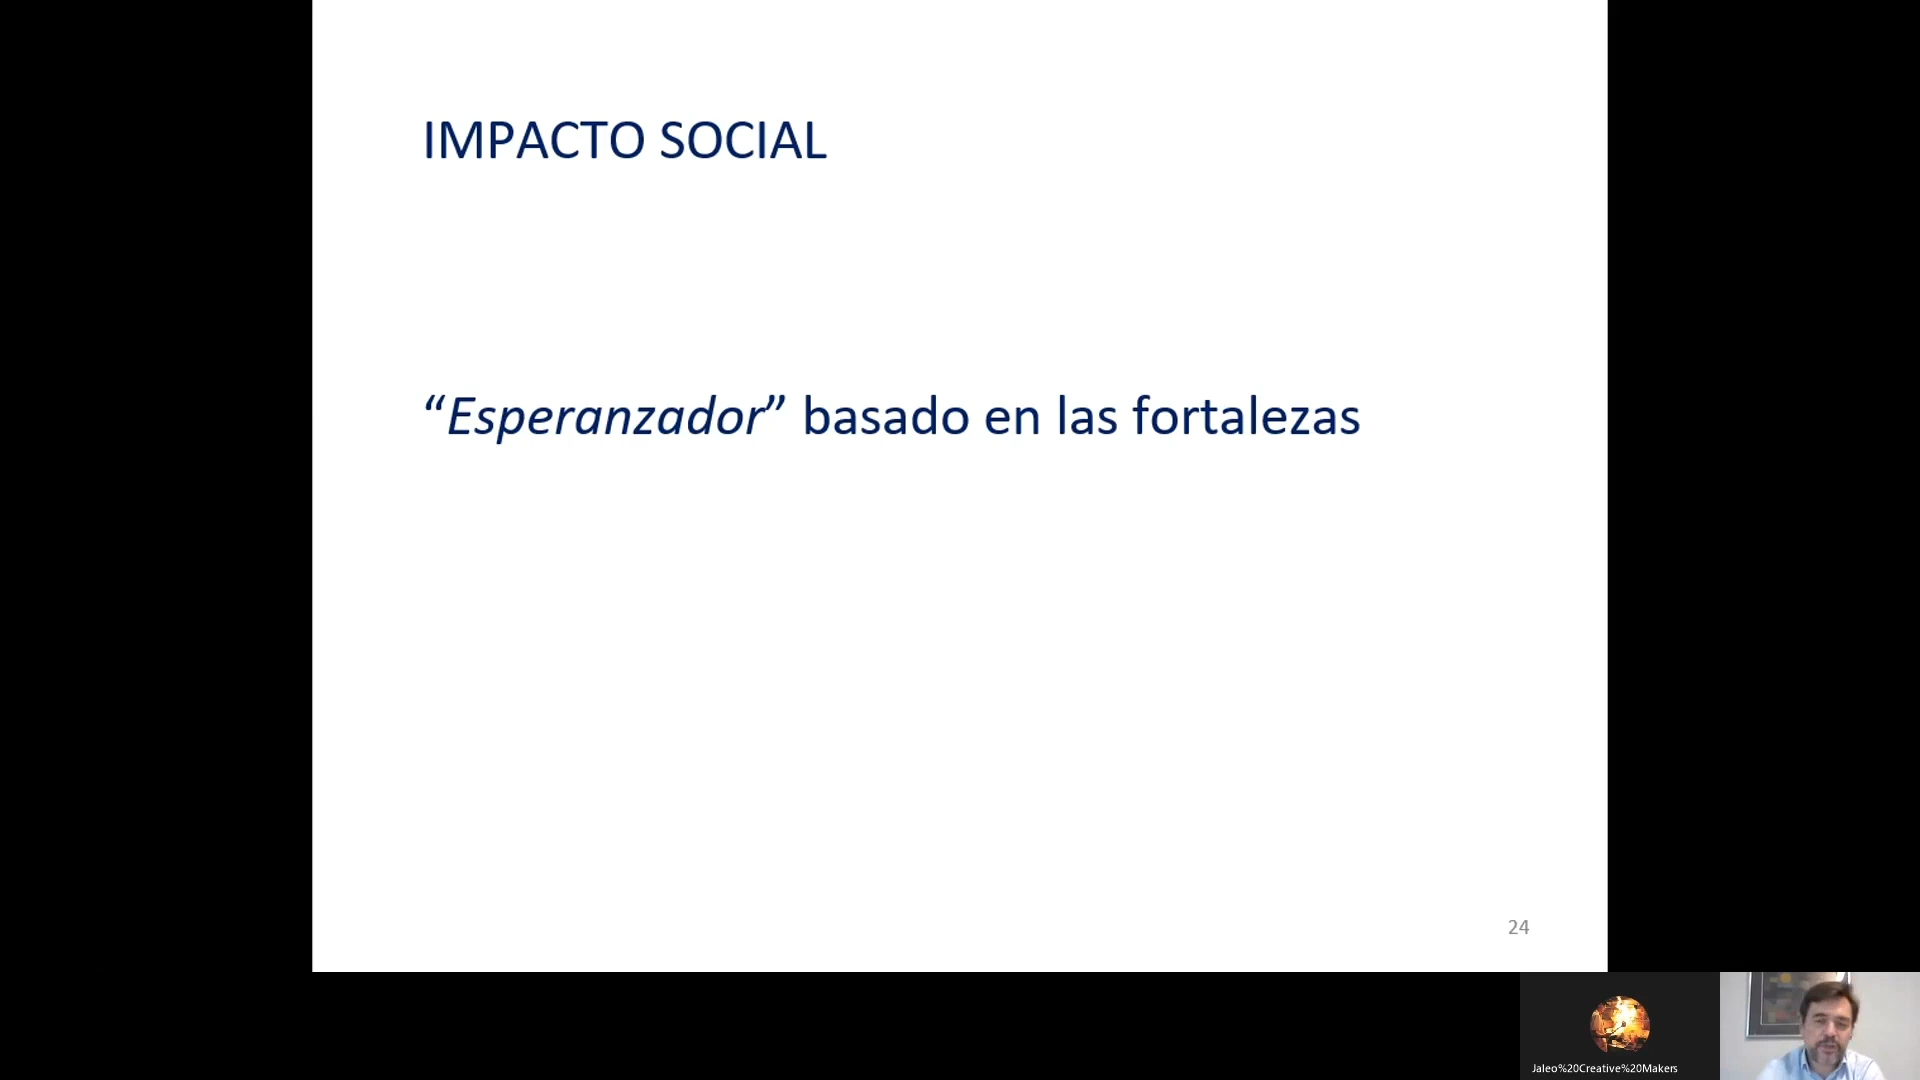 IMPACTO SOCIAL
“Esperanzador” basado en las fortalezas
24
Jaleo%20Creative%20Makers